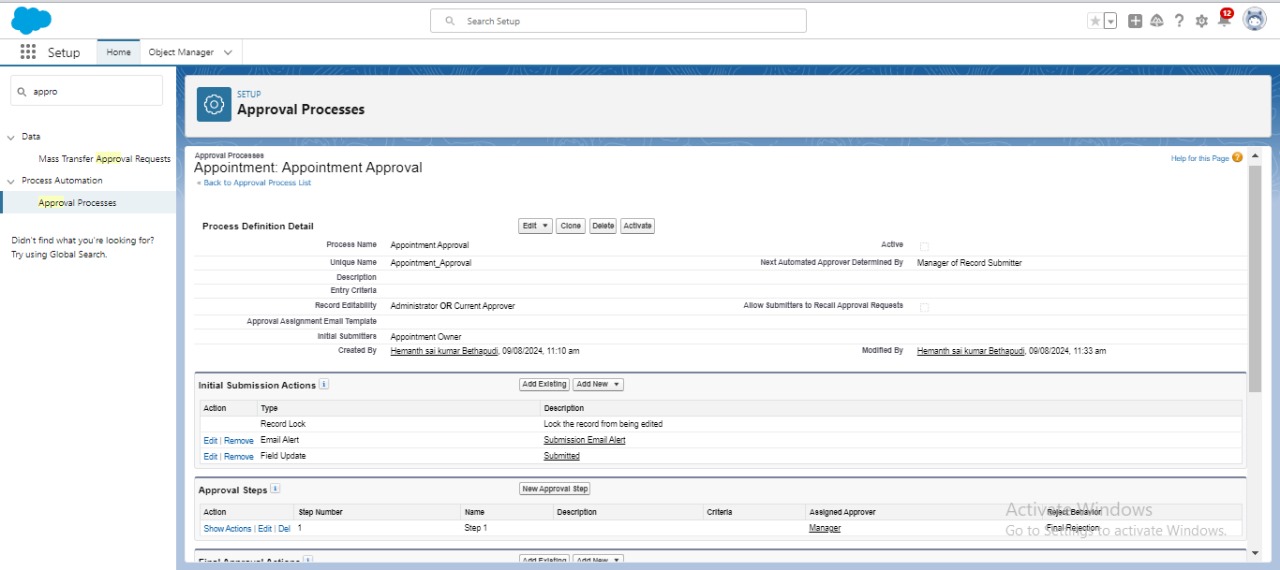 Search Setup
12
Setup Home Object Manager
appro
Data
Mass Transfer Approval Requests
Process Automation
Approval Processes
Didn't find what you're looking for?
Try using Global Search.
SETUP
Approval Processes
Approval Processes
Appointment: Appointment Approval
« Back to Approval Process List
Help for this Page ?
Process Definition Detail Edit Clone Delete Activate
Process Name Appointment Approval Active
Unique Name Appointment_Approval Next Automated Approver Determined By Manager of Record Submitter
Description
Entry Criteria
Record Editability Administrator OR Current Approver Allow Submitters to Recall Approval Requests
Approval Assignment Email Template
Initial Submitters Appointment Owner
Created By Hemanth sai kumar Bethapudi, 09/08/2024, 11:10 am Modified By Hemanth sai kumar Bethapudi, 09/08/2024, 11:33 am
Initial Submission Actions i Add Existing Add New
Action Type Description
Record Lock Lock the record from being edited
Edit | Remove Email Alert Submission Email Alert
Edit | Remove Field Update Submitted
Approval Steps i New Approval Step
Action Step Number Name Description Criteria Assigned Approver Reject Behavior
Show Actions | Edit | Del 1 Step 1 Manager Final Rejection
Final Approval Actions i Add Existing Add New
Activate Windows
Go to Settings to activate Windows.